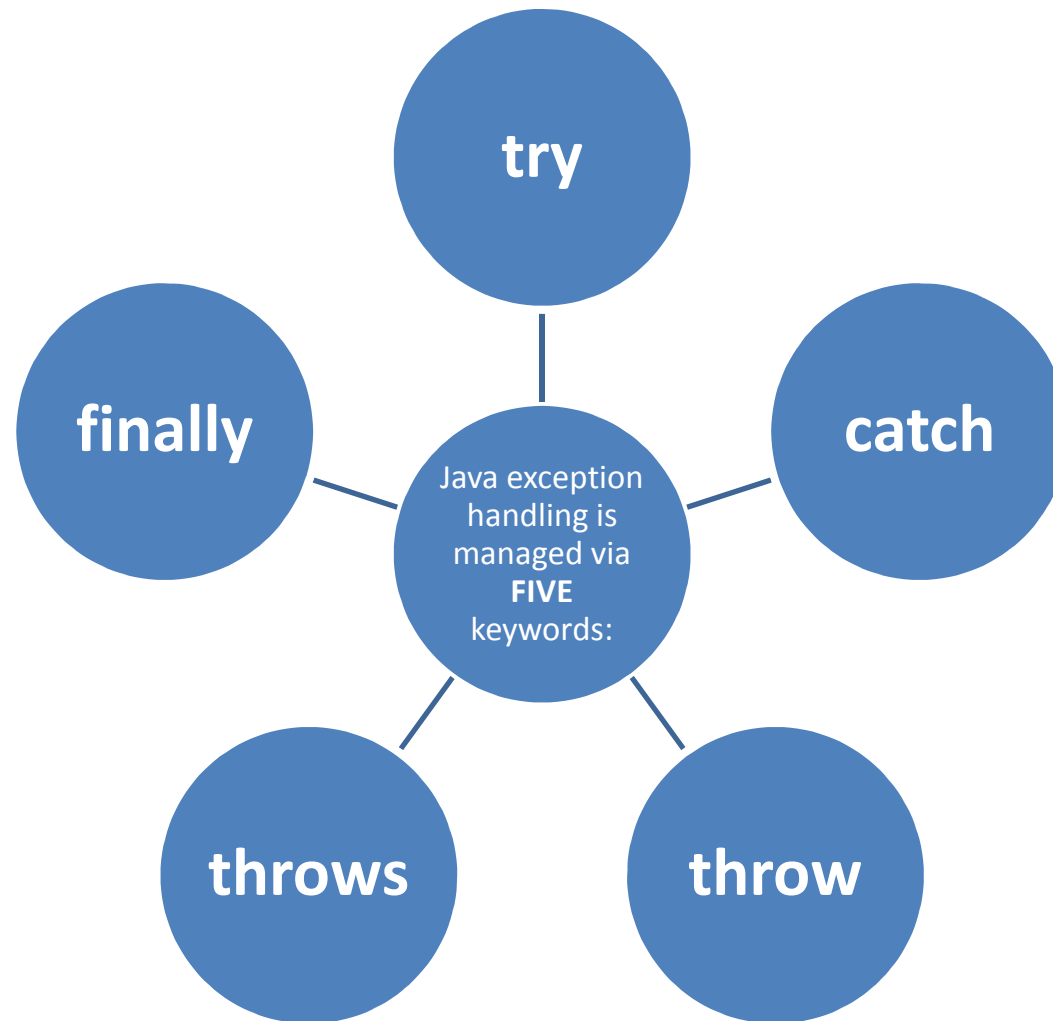 try
finally
catch
Java exception
handling is
managed via
FIVE
keywords:
throws
throw